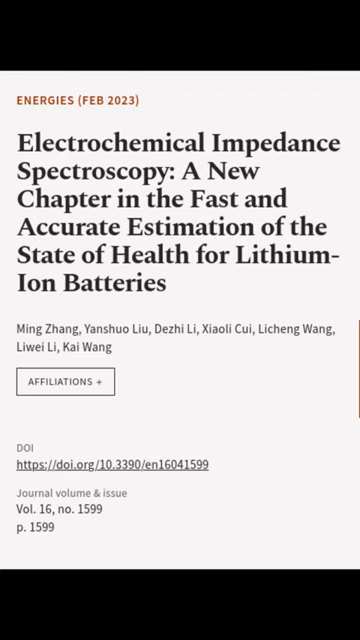 ENERGIES (FEB 2023)
Electrochemical Impedance
Spectroscopy: A New
Chapter in the Fast and
Accurate Estimation of the
State of Health for Lithium-
Ion Batteries
Ming Zhang, Yanshuo Liu, Dezhi Li, Xiaoli Cui, Licheng Wang,
Liwei Li, Kai Wang
AFFILIATIONS +
DOI
https://doi.org/10.3390/en16041599
Journal volume & issue
Vol. 16, no. 1599
p. 1599